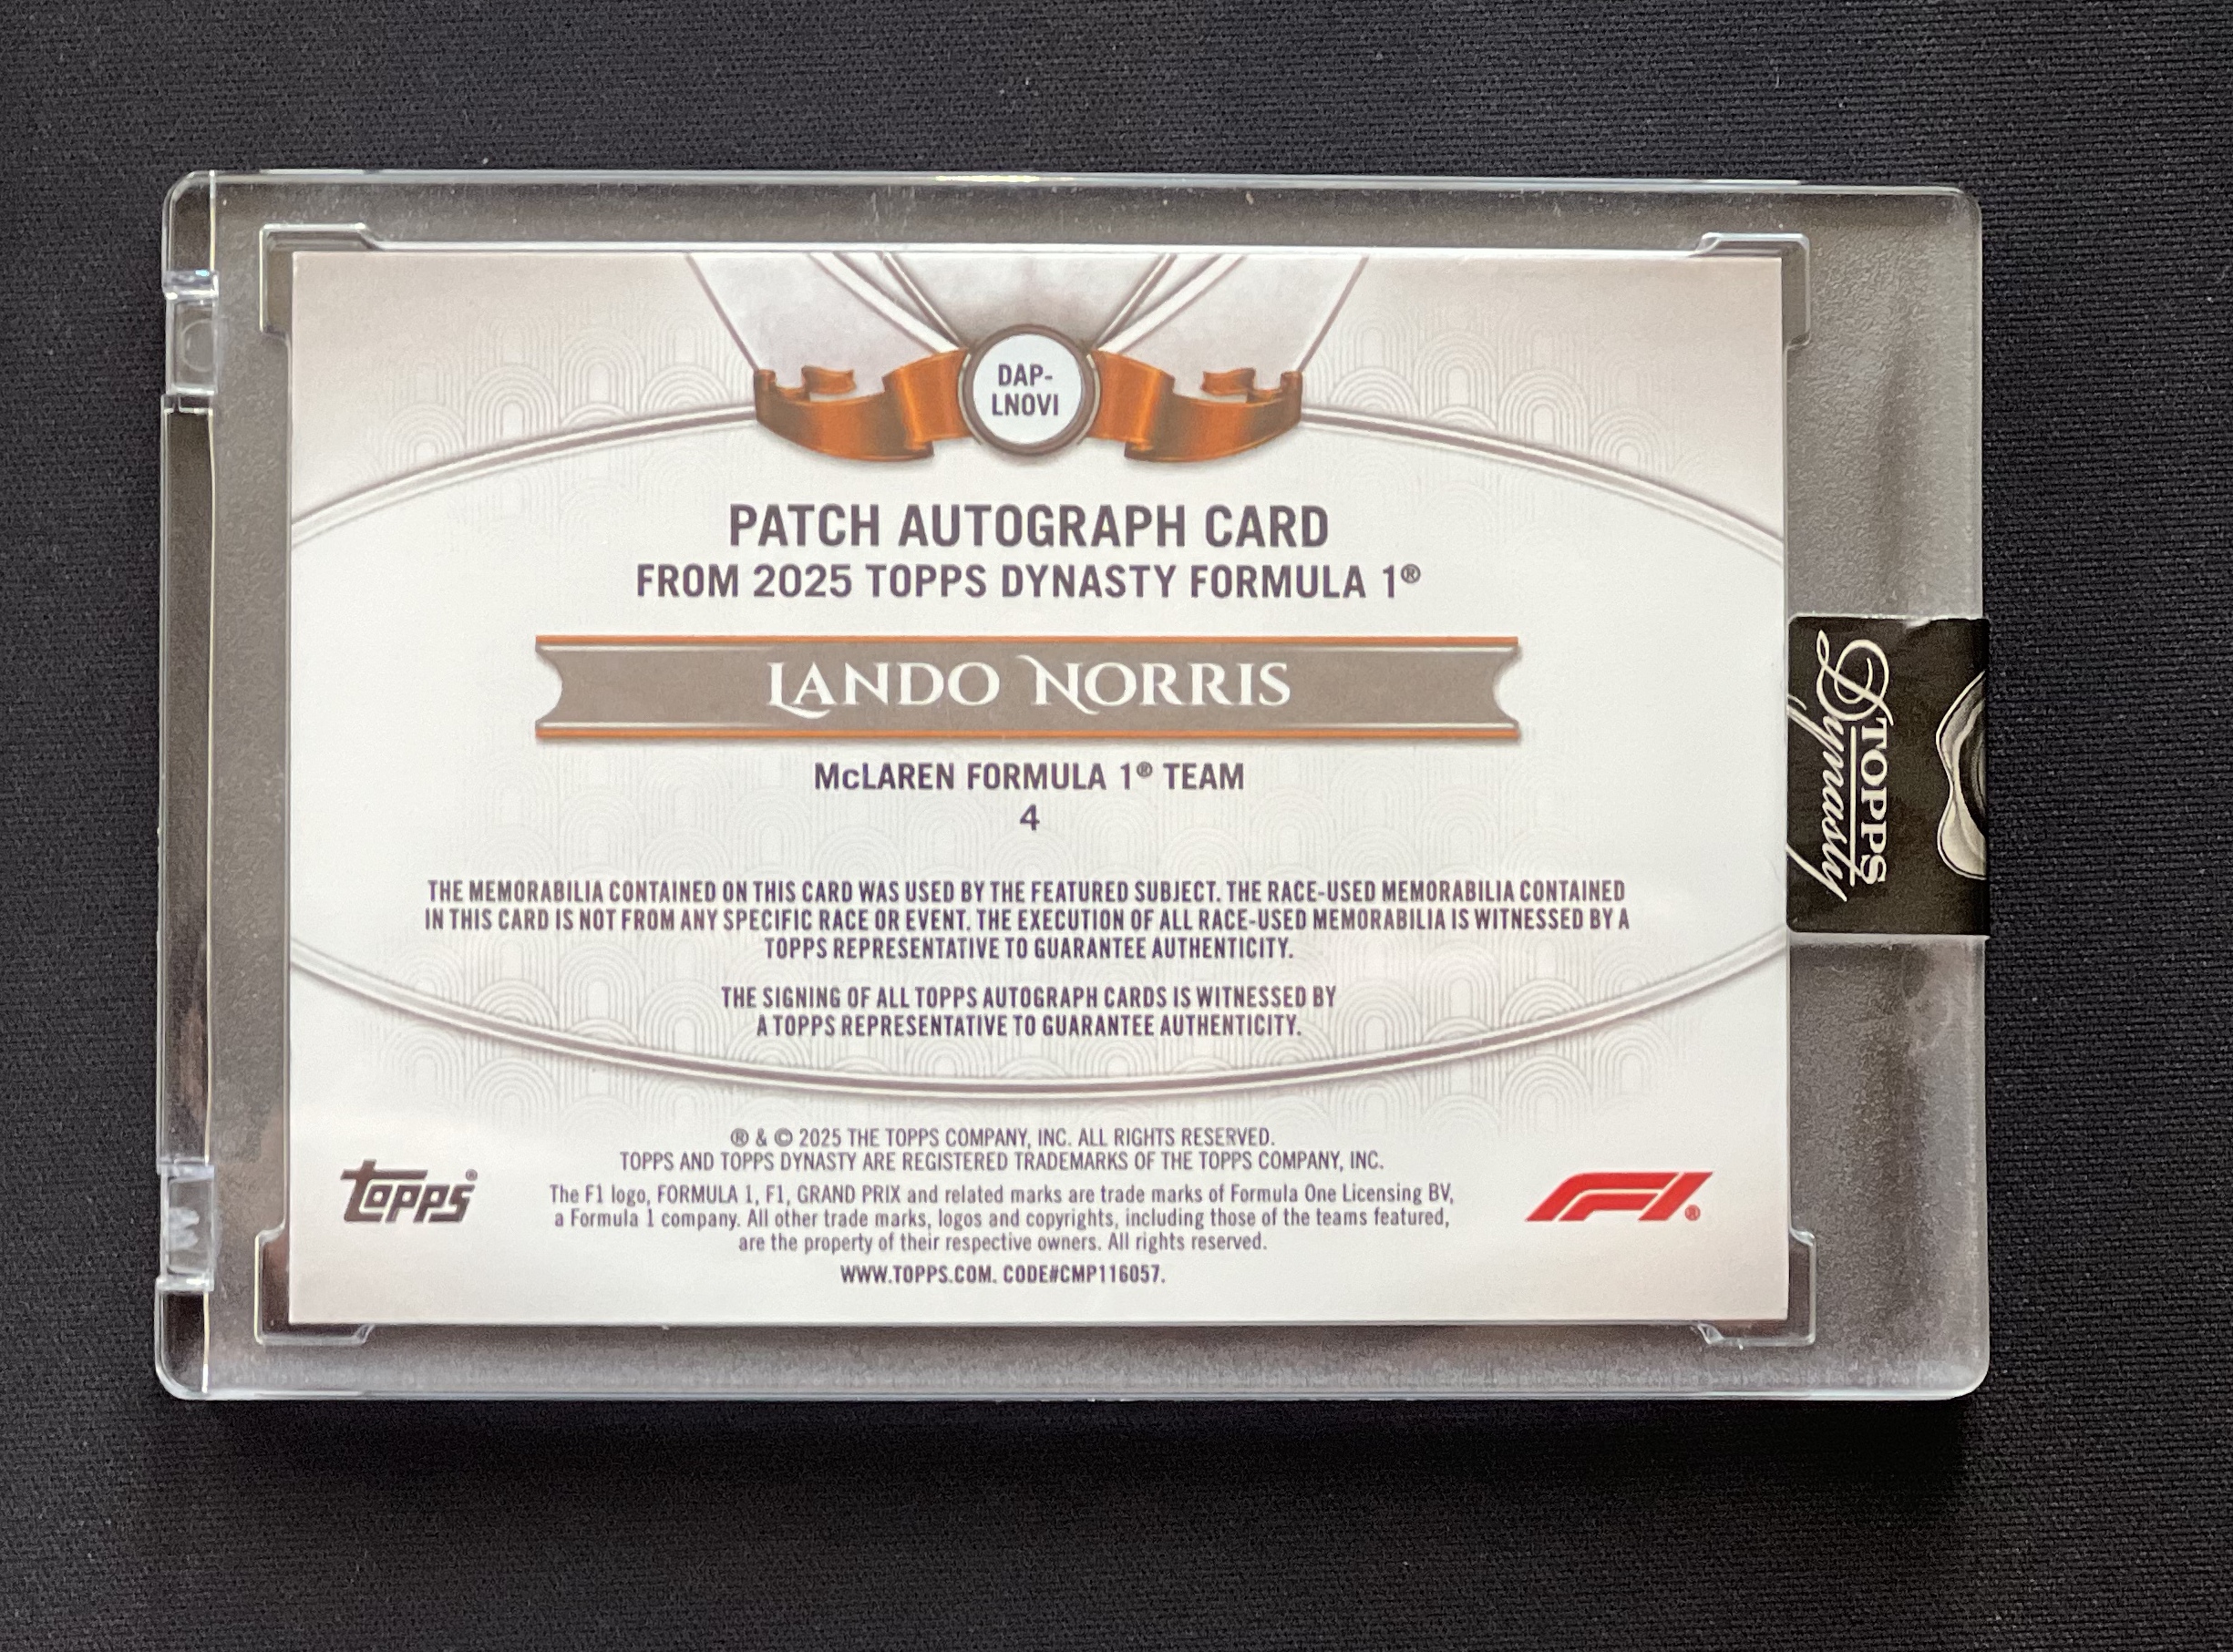 DAP-
LNOVI
PATCH AUTOGRAPH CARD
FROM 2025 TOPPS DYNASTY FORMULA 1®
LANDO NORRIS
McLAREN FORMULA 1® TEAM
4
THE MEMORABILIA CONTAINED ON THIS CARD WAS USED BY THE FEATURED SUBJECT. THE RACE-USED MEMORABILIA CONTAINED
IN THIS CARD IS NOT FROM ANY SPECIFIC RACE OR EVENT. THE EXECUTION OF ALL RACE-USED MEMORABILIA IS WITNESSED BY A
TOPPS REPRESENTATIVE TO GUARANTEE AUTHENTICITY.
THE SIGNING OF ALL TOPPS AUTOGRAPH CARDS IS WITNESSED BY
A TOPPS REPRESENTATIVE TO GUARANTEE AUTHENTICITY.
® & © 2025 THE TOPPS COMPANY, INC. ALL RIGHTS RESERVED.
TOPPS AND TOPPS DYNASTY ARE REGISTERED TRADEMARKS OF THE TOPPS COMPANY, INC.
The F1 logo, FORMULA 1, F1, GRAND PRIX and related marks are trade marks of Formula One Licensing BV,
a Formula 1 company. All other trade marks, logos and copyrights, including those of the teams featured,
are the property of their respective owners. All rights reserved.
WWW.TOPPS.COM. CODE#CMP116057.
topps®
F1®
TOPPS
Dynasty